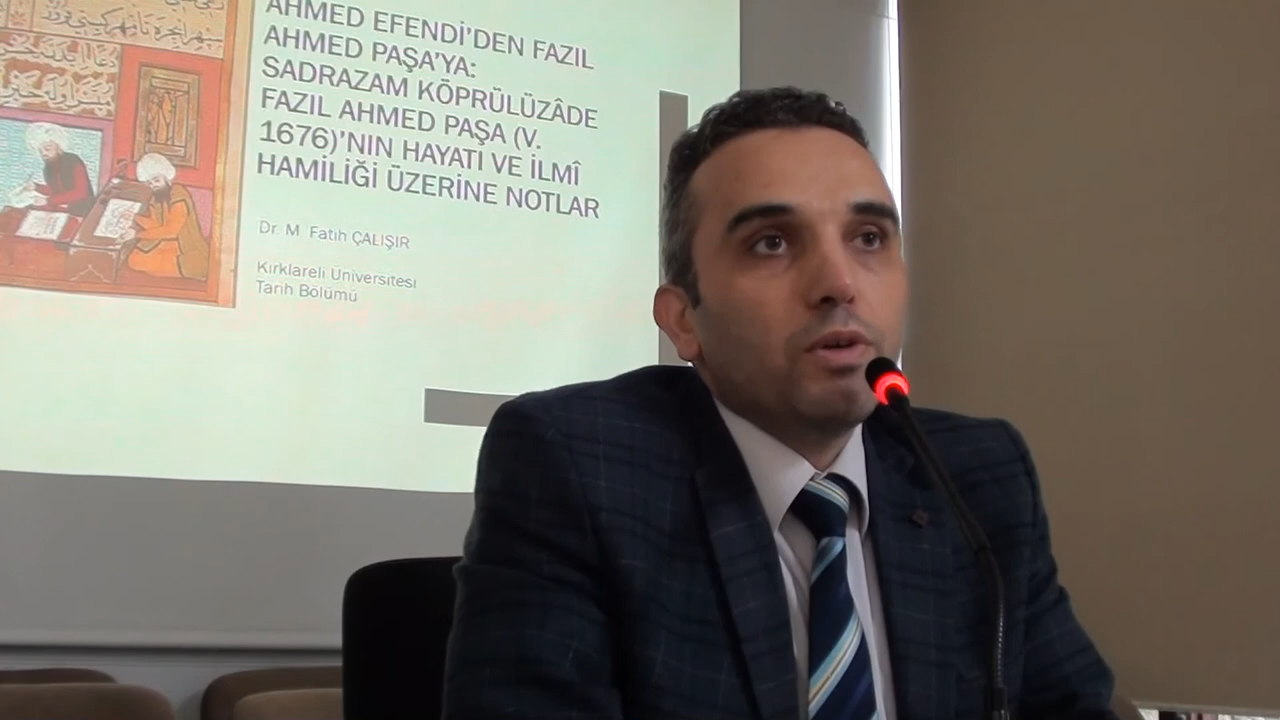 AHMED EFENDİ'DEN FAZIL
AHMED PAŞA'YA:
SADRAZAM KÖPRÜLÜZÂDE
FAZIL AHMED PAŞA (V.
1676)'NIN HAYATI VE İLMÎ
HAMİLİĞİ ÜZERİNE NOTLAR
Dr. M. Fatih ÇALIŞIR
Kırklareli Üniversitesi
Tarih Bölümü